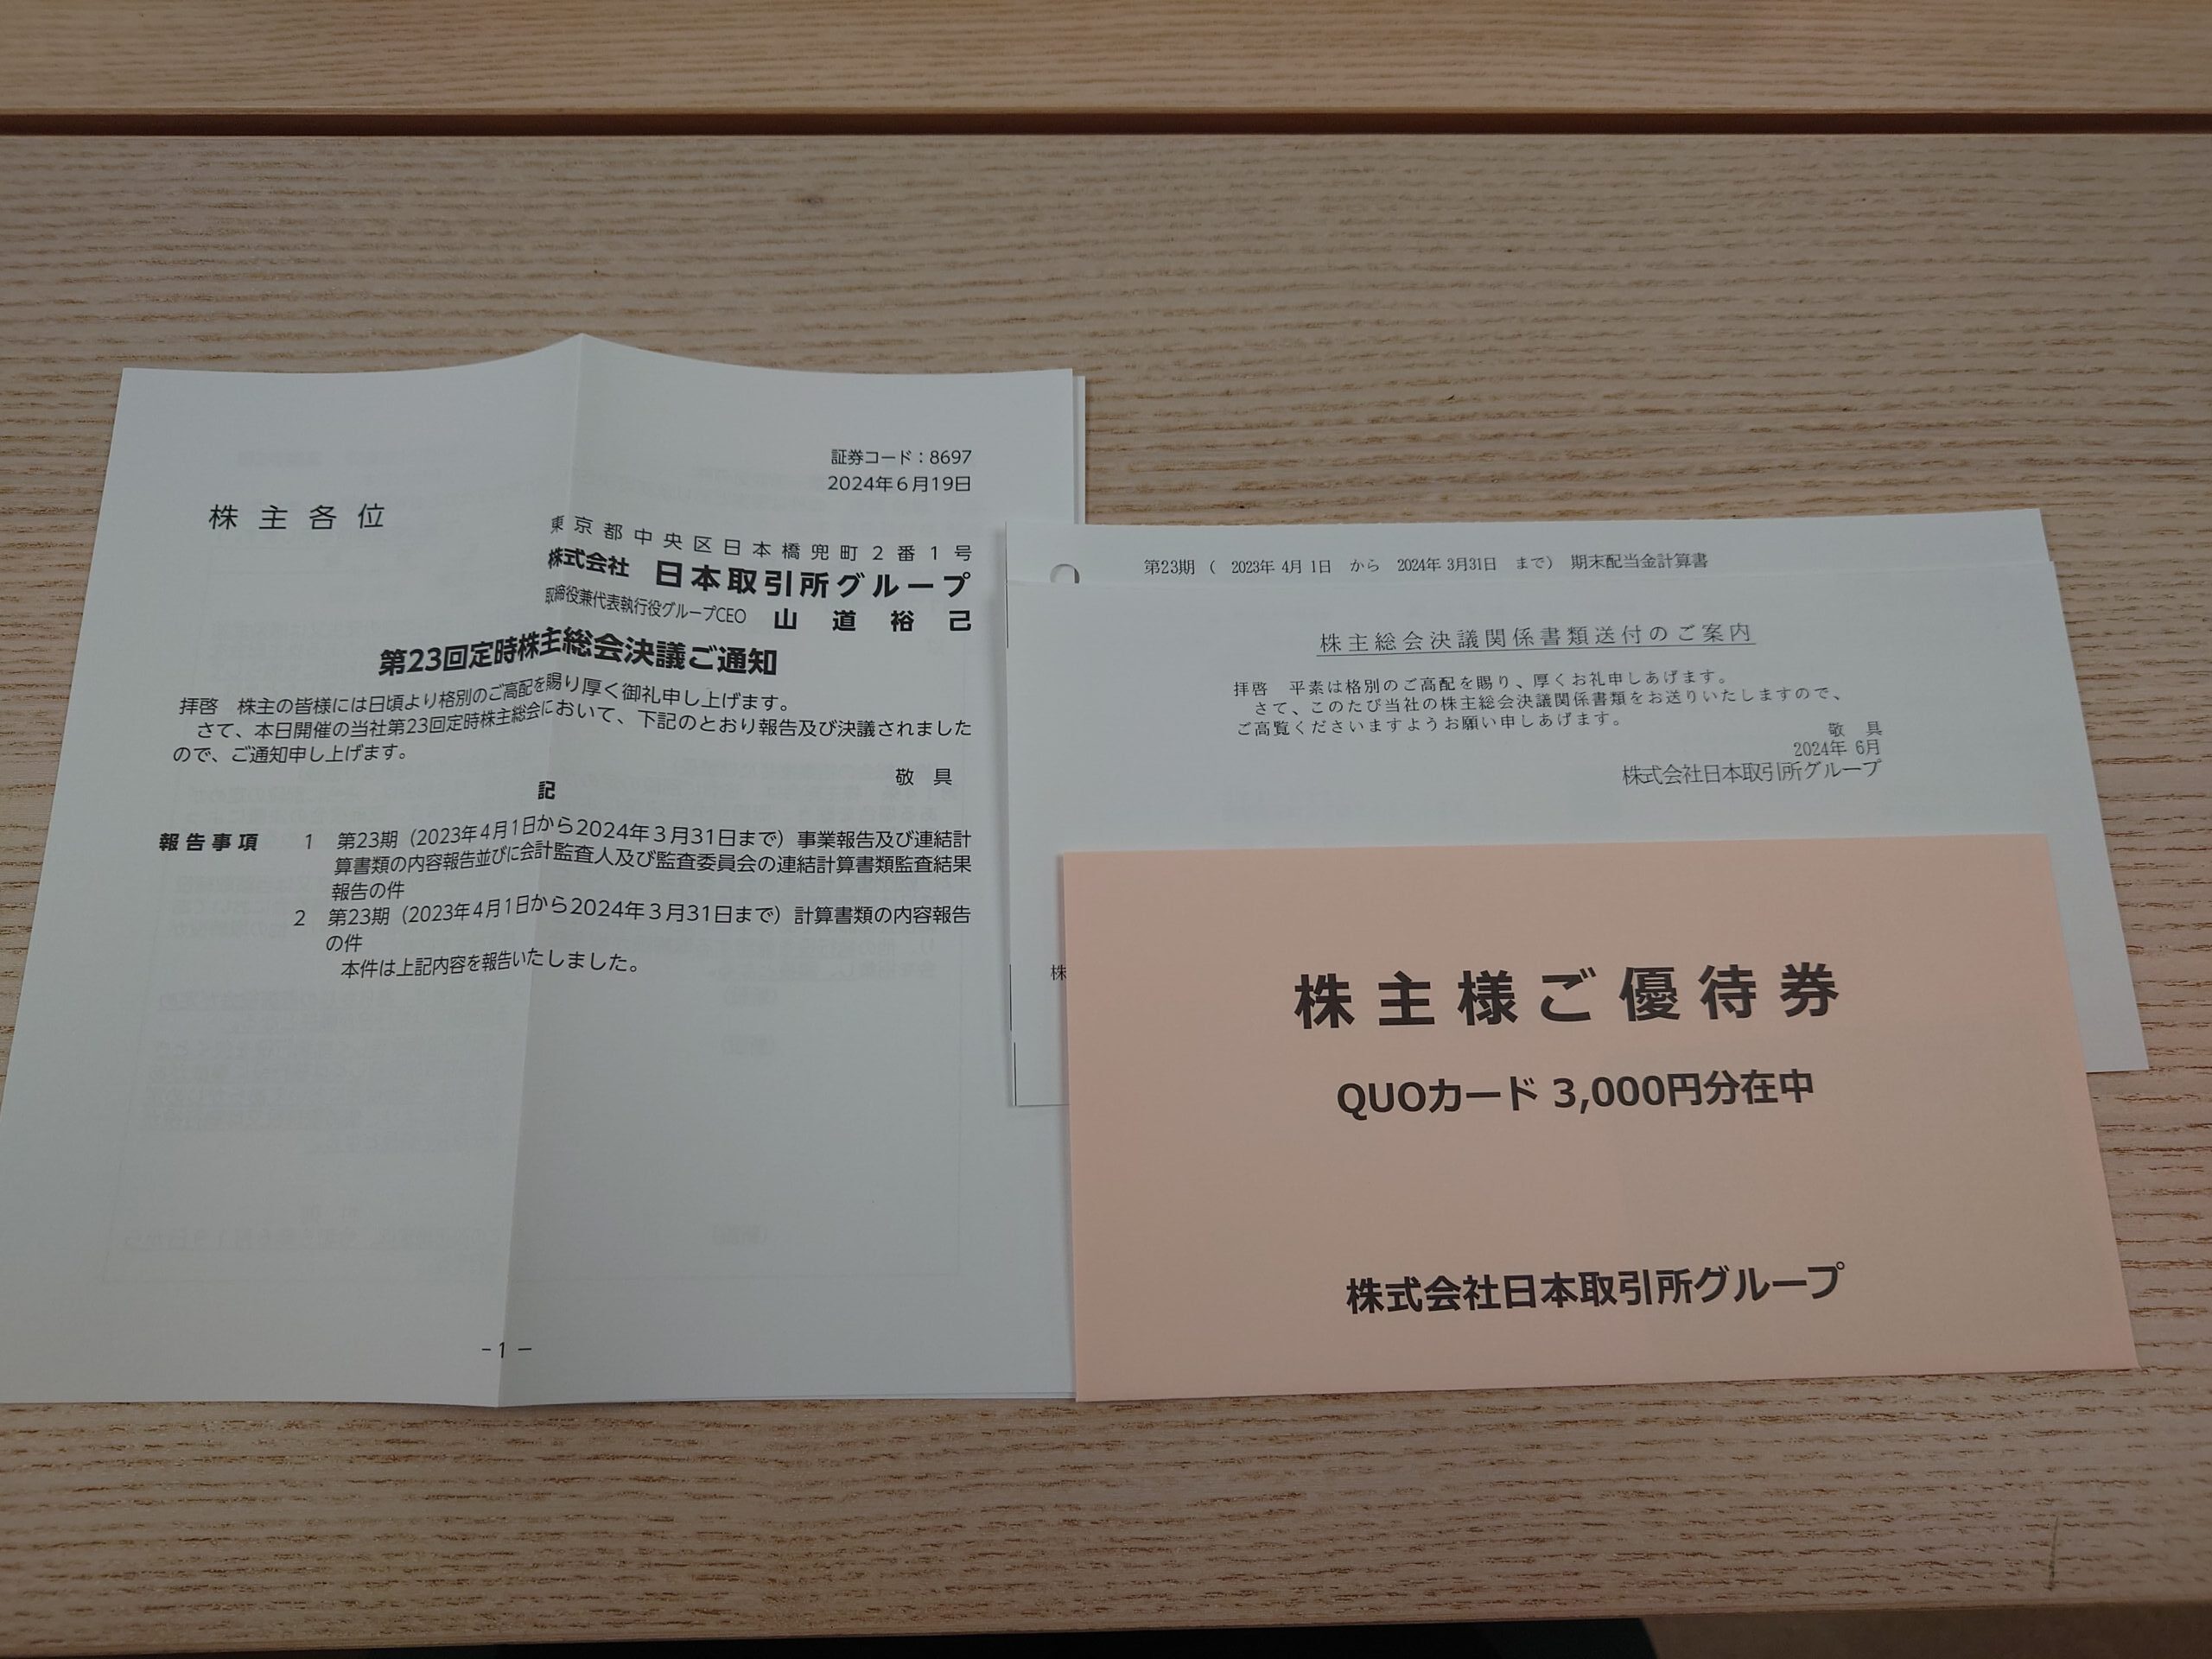 証券コード：8697
2024年6月19日
株主各位
東京都中央区日本橋兜町2番1号
株式会社 日本取引所グループ
取締役兼代表執行役グループCEO 山道裕己
第23回定時株主総会決議ご通知
拝啓　株主の皆様には日頃より格別のご高配を賜り厚く御礼申し上げます。
さて、本日開催の当社第23回定時株主総会において、下記のとおり報告及び決議されました
ので、ご通知申し上げます。
敬具
記
報告事項 1 第23期（2023年4月1日から2024年3月31日まで）事業報告及び連結計
算書類の内容報告並びに会計監査人及び監査委員会の連結計算書類監査結果
報告の件
2 第23期（2023年4月1日から2024年3月31日まで）計算書類の内容報告
の件
本件は上記内容を報告いたしました。
-1-
第23期（ 2023年 4月 1日 から 2024年 3月31日 まで） 期末配当金計算書
株主総会決議関係書類送付のご案内
拝啓　平素は格別のご高配を賜り、厚くお礼申しあげます。
さて、このたび当社の株主総会決議関係書類をお送りいたしますので、
ご高覧くださいますようお願い申しあげます。
敬具
2024年 6月
株式会社日本取引所グループ
株
株主様ご優待券
QUOカード 3,000円分在中
株式会社日本取引所グループ